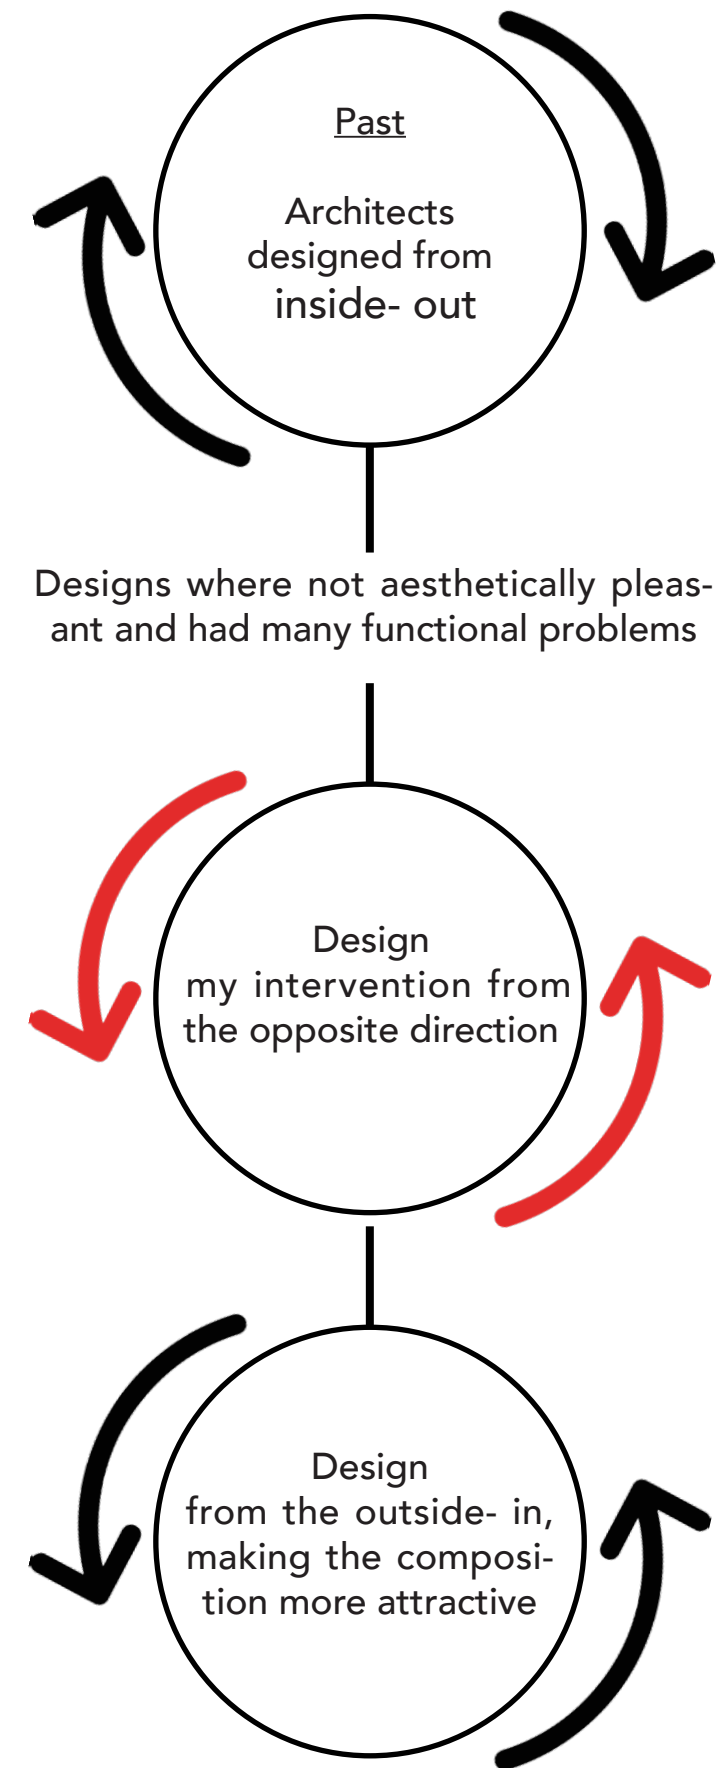 Past
Architects
designed from
inside- out
Designs where not aesthetically pleas-
ant and had many functional problems
Design
my intervention from
the opposite direction
Design
from the outside- in,
making the composi-
tion more attractive